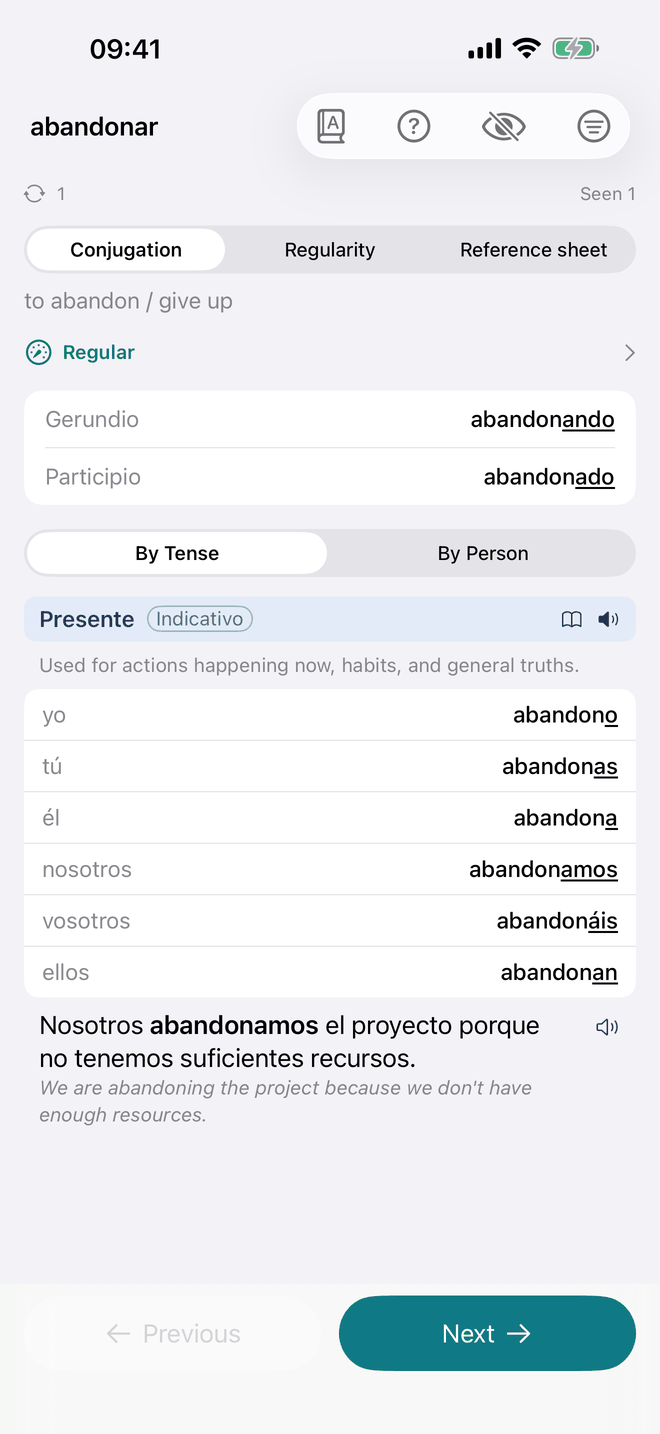 09:41
abandonar
A
?
1
Seen 1
Conjugation
Regularity
Reference sheet
to abandon / give up
Regular
Gerundio
abandonando
Participio
abandonado
By Tense
By Person
Presente
Indicativo
Used for actions happening now, habits, and general truths.
yo
abandono
tú
abandonas
él
abandona
nosotros
abandonamos
vosotros
abandonáis
ellos
abandonan
Nosotros abandonamos el proyecto porque
no tenemos suficientes recursos.
We are abandoning the project because we don't have
enough resources.
Previous
Next